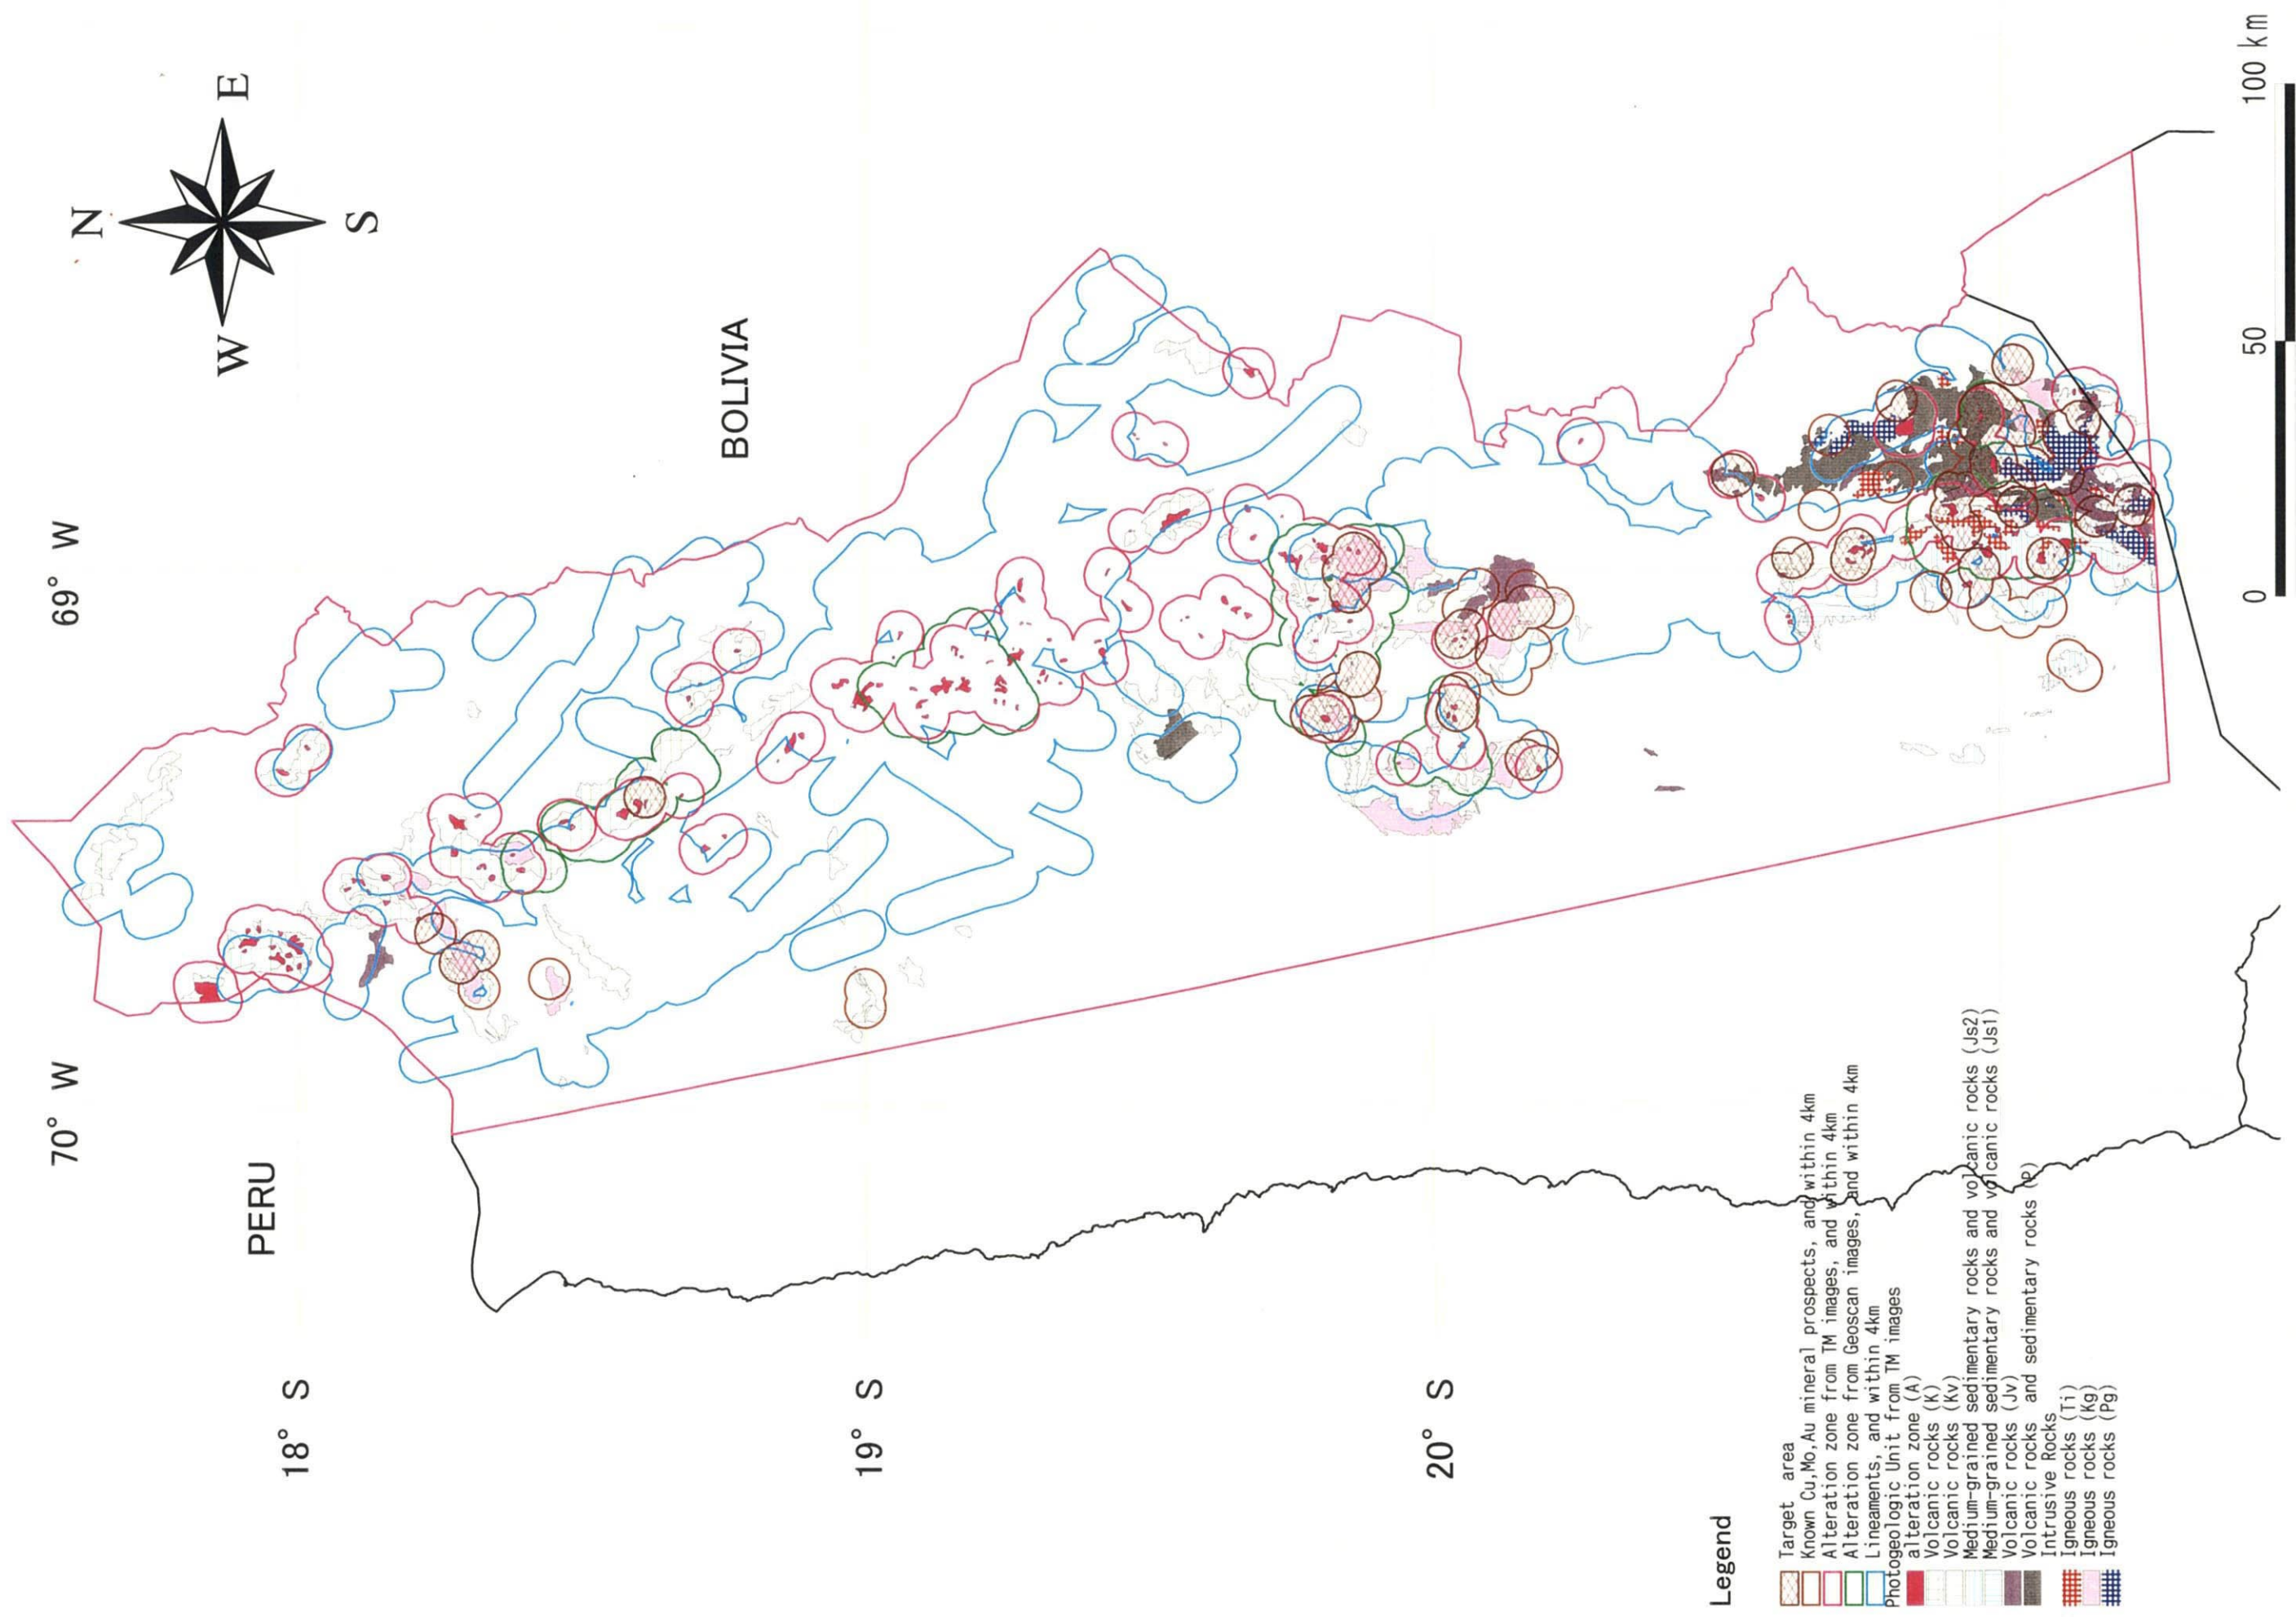 70° W
69° W
N
E
W
S
PERU
BOLIVIA
18° S
19° S
20° S
Legend
Target area
Known Cu,Mo,Au mineral prospects, and within 4km
Alteration zone from TM images, and within 4km
Alteration zone from Geoscan images, and within 4km
Lineaments, and within 4km
Photogeologic Unit from TM images
alteration zone (A)
Volcanic rocks (K)
Volcanic rocks (Kv)
Medium-grained sedimentary rocks and volcanic rocks (Js2)
Medium-grained sedimentary rocks and volcanic rocks (Js1)
Volcanic rocks (Jv)
Volcanic rocks and sedimentary rocks (P)
Intrusive Rocks
Igneous rocks (Ti)
Igneous rocks (Kg)
Igneous rocks (Pg)
0 50 100 km